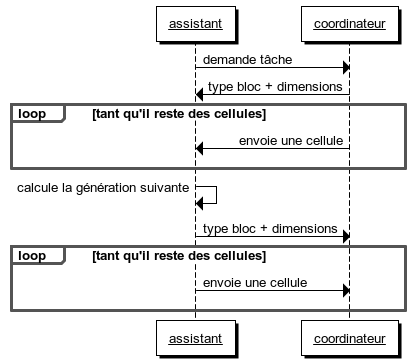 assistant coordinateur
demande tâche
type bloc + dimensions
loop [tant qu'il reste des cellules]
envoie une cellule
calcule la génération suivante
type bloc + dimensions
loop [tant qu'il reste des cellules]
envoie une cellule
assistant coordinateur